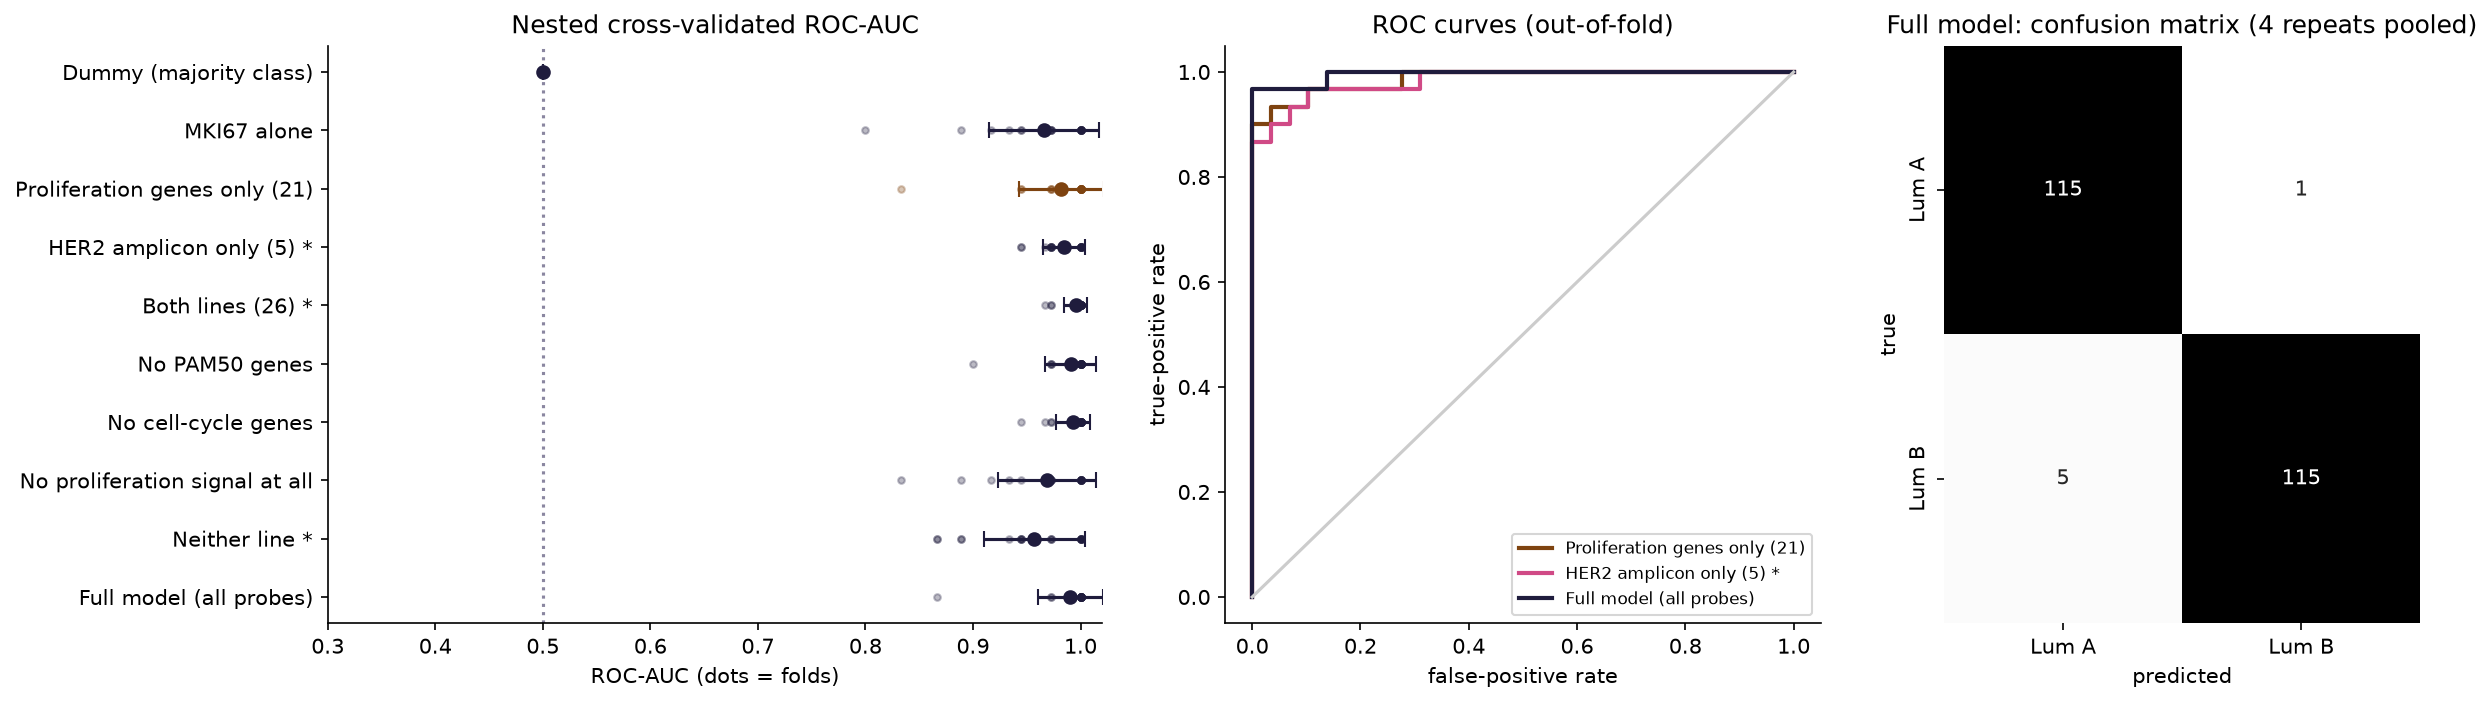 Nested cross-validated ROC-AUC
Dummy (majority class)
MKI67 alone
Proliferation genes only (21)
HER2 amplicon only (5) *
Both lines (26) *
No PAM50 genes
No cell-cycle genes
No proliferation signal at all
Neither line *
Full model (all probes)
0.3 0.4 0.5 0.6 0.7 0.8 0.9 1.0
ROC-AUC (dots = folds)
ROC curves (out-of-fold)
true-positive rate
1.0
0.8
0.6
0.4
0.2
0.0
Proliferation genes only (21)
HER2 amplicon only (5) *
Full model (all probes)
0.0 0.2 0.4 0.6 0.8 1.0
false-positive rate
Full model: confusion matrix (4 repeats pooled)
true
Lum A
115 1
Lum B
5 115
Lum A Lum B
predicted